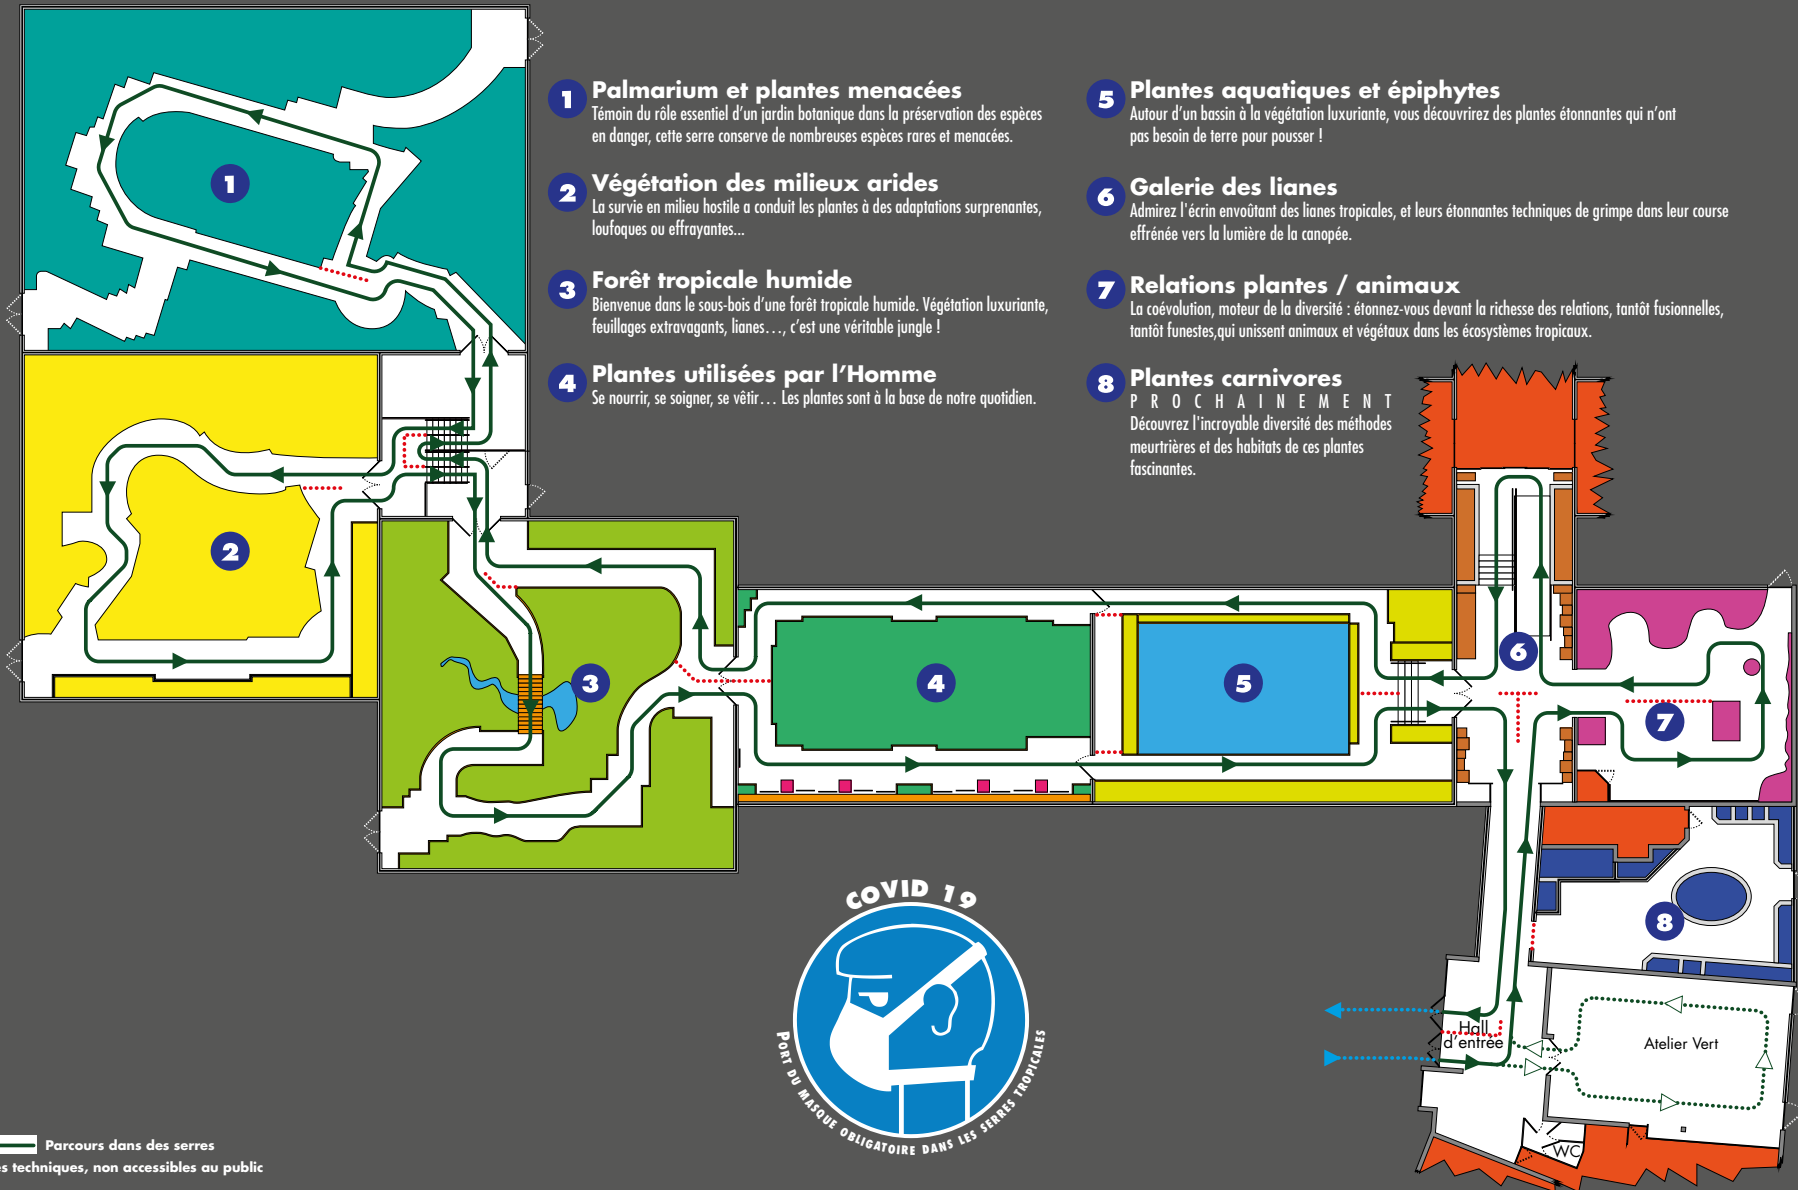 1 Palmarium et plantes menacées
Témoin du rôle essentiel d'un jardin botanique dans la préservation des espèces
en danger, cette serre conserve de nombreuses espèces rares et menacées.
2 Végétation des milieux arides
La survie en milieu hostile a conduit les plantes à des adaptations surprenantes,
loufoques ou effrayantes...
3 Forêt tropicale humide
Bienvenue dans le sous-bois d'une forêt tropicale humide. Végétation luxuriante,
feuillages extravagants, lianes..., c'est une véritable jungle !
4 Plantes utilisées par l'Homme
Se nourrir, se soigner, se vêtir... Les plantes sont à la base de notre quotidien.
5 Plantes aquatiques et épiphytes
Autour d'un bassin à la végétation luxuriante, vous découvrirez des plantes étonnantes qui n'ont
pas besoin de terre pour pousser !
6 Galerie des lianes
Admirez l'écrin envoûtant des lianes tropicales, et leurs étonnantes techniques de grimpe dans leur course
effrénée vers la lumière de la canopée.
7 Relations plantes / animaux
La coévolution, moteur de la diversité : étonnez-vous devant la richesse des relations, tantôt fusionnelles,
tantôt funestes,qui unissent animaux et végétaux dans les écosystèmes tropicaux.
8 Plantes carnivores
PROCHAINEMENT
Découvrez l'incroyable diversité des méthodes
meurtrières et des habitats de ces plantes
fascinantes.
1
2
3
4
5
6
7
8
Hall
d'entrée
Atelier Vert
WC
COVID 19
PORT DU MASQUE OBLIGATOIRE DANS LES SERRES TROPICALES
Parcours dans des serres
es techniques, non accessibles au public